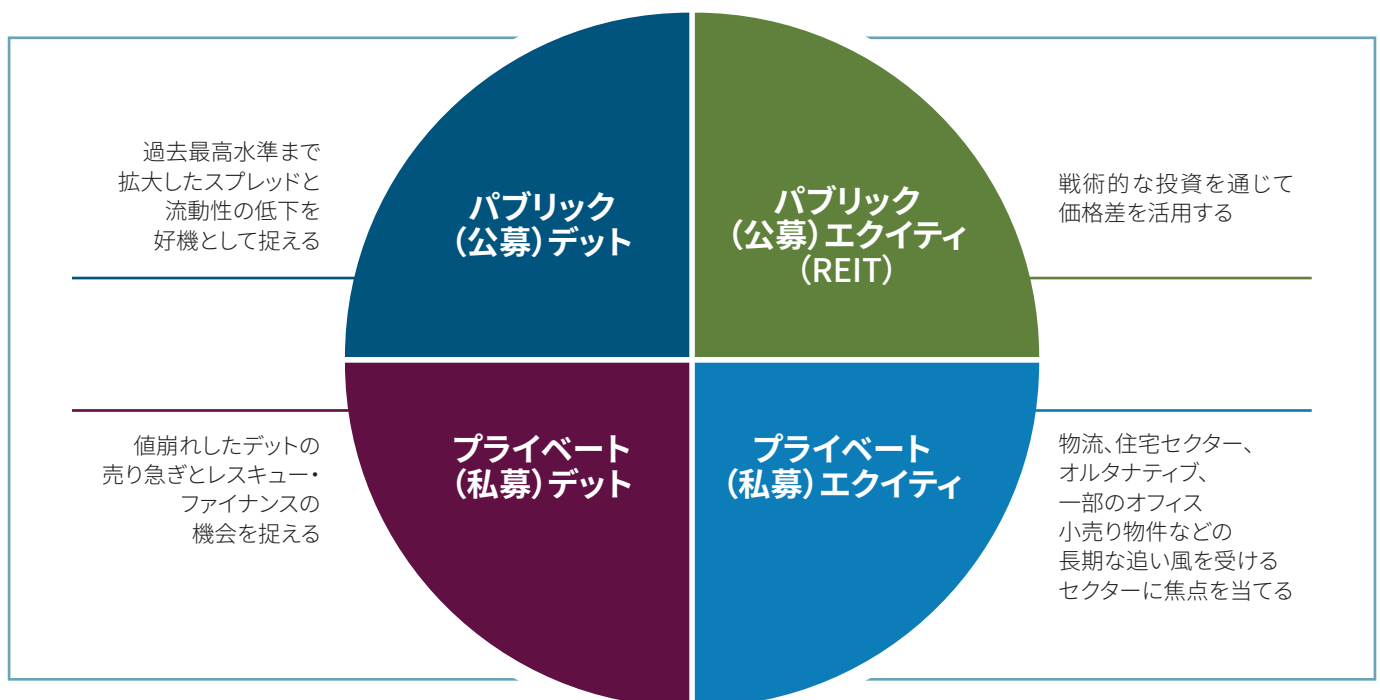 過去最高水準まで
拡大したスプレッドと
流動性の低下を
好機として捉える
パブリック
（公募）デット
パブリック
（公募）エクイティ
（REIT）
戦術的な投資を通じて
価格差を活用する
値崩れしたデットの
売り急ぎとレスキュー・
ファイナンスの
機会を捉える
プライベート
（私募）デット
プライベート
（私募）エクイティ
物流、住宅セクター、
オルタナティブ、
一部のオフィス
小売り物件などの
長期な追い風を受ける
セクターに焦点を当てる